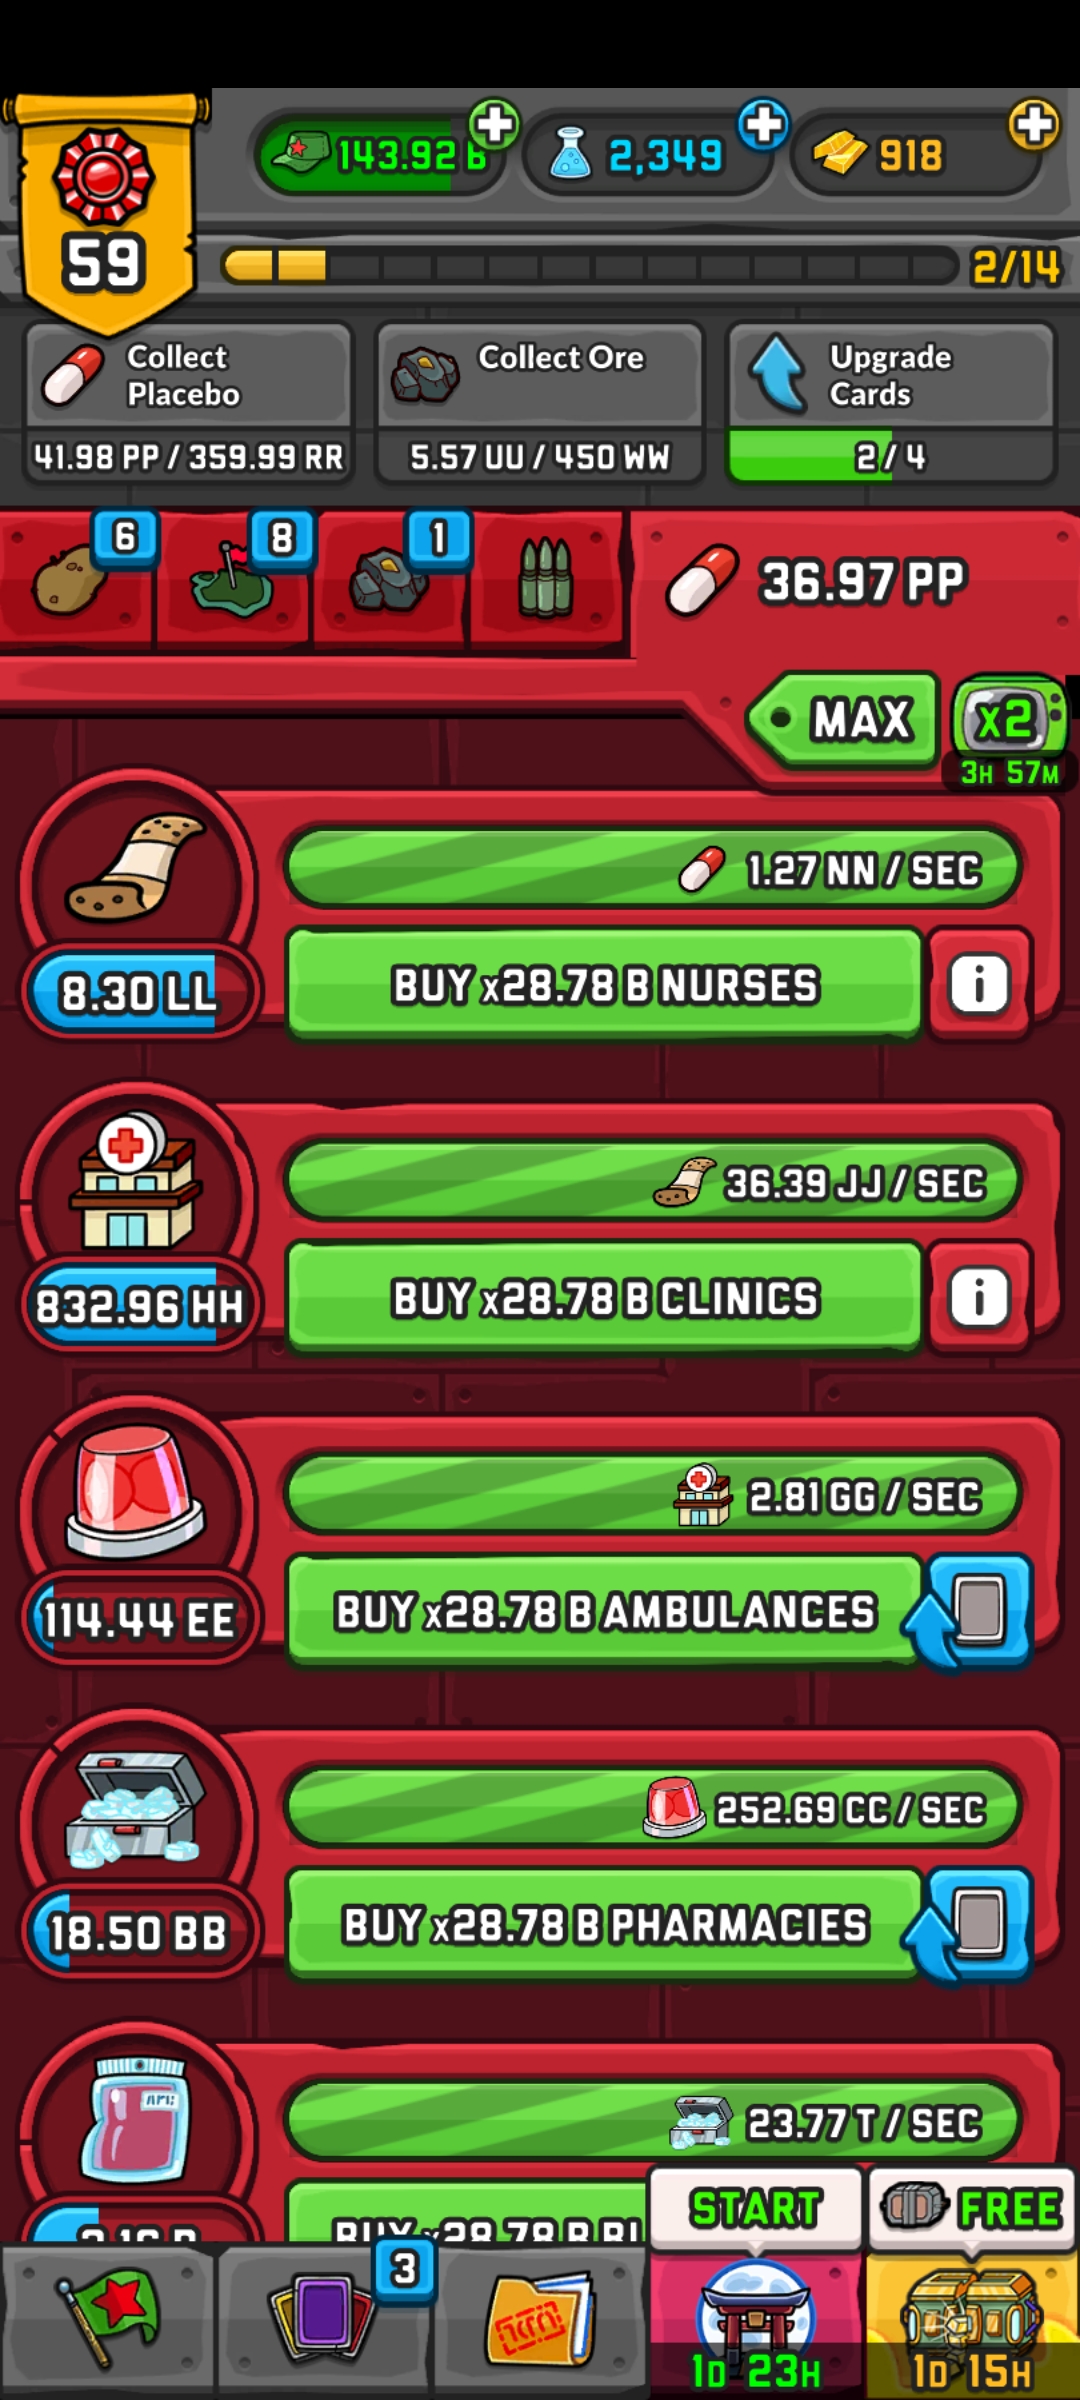 143.92 B
2,349
918
59
2/14
Collect
Placebo
41.98 PP / 359.99 RR
Collect Ore
5.57 UU / 450 WW
Upgrade
Cards
2 / 4
6
8
1
36.97 PP
MAX
x2
3H 57M
1.27 NN / SEC
8.30 LL
BUY x28.78 B NURSES
i
36.39 JJ / SEC
832.96 HH
BUY x28.78 B CLINICS
i
2.81 GG / SEC
114.44 EE
BUY x28.78 B AMBULANCES
252.69 CC / SEC
18.50 BB
BUY x28.78 B PHARMACIES
23.77 T / SEC
BUY x28.78 B
START
FREE
3
1D 23H
1D 15H